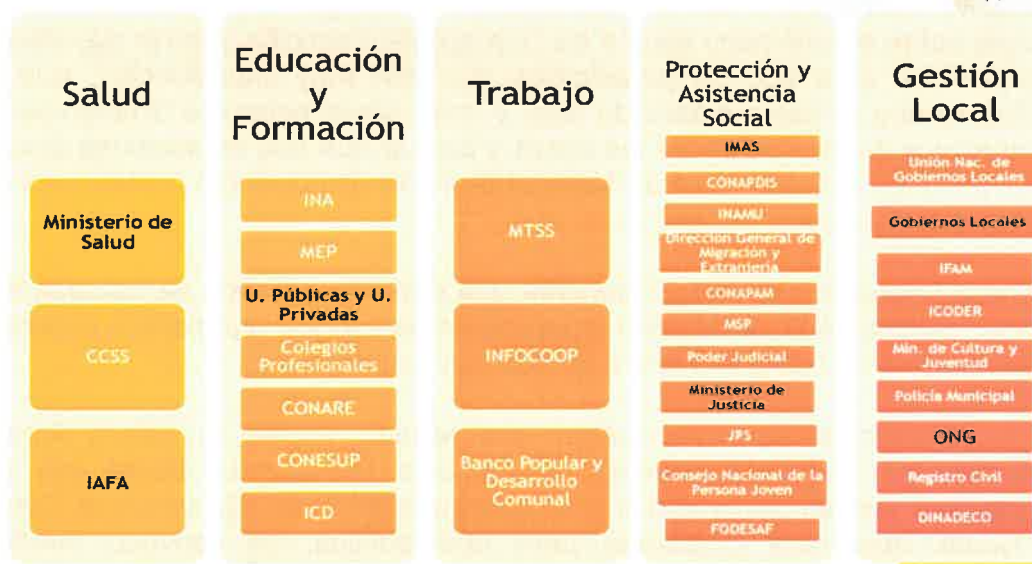 Salud
Ministerio de
Salud
CCSS
IAFA
Educación
y
Formación
INA
MEP
U. Públicas y U.
Privadas
Colegios
Profesionales
CONARE
CONESUP
ICD
Trabajo
MTSS
INFOCOOP
Banco Popular y
Desarrollo
Comunal
Protección y
Asistencia
Social
IMAS
CONAPDIS
INAMU
Dirección General de
Migración y
Extranjería
CONAPAM
MSP
Poder Judicial
Ministerio de
Justicia
JPS
Consejo Nacional de la
Persona Joven
FODESAF
Gestión
Local
Unión Nac. de
Gobiernos Locales
Gobiernos Locales
IFAM
ICODER
Min. de Cultura y
Juventud
Policía Municipal
ONG
Registro Civil
DINADECO